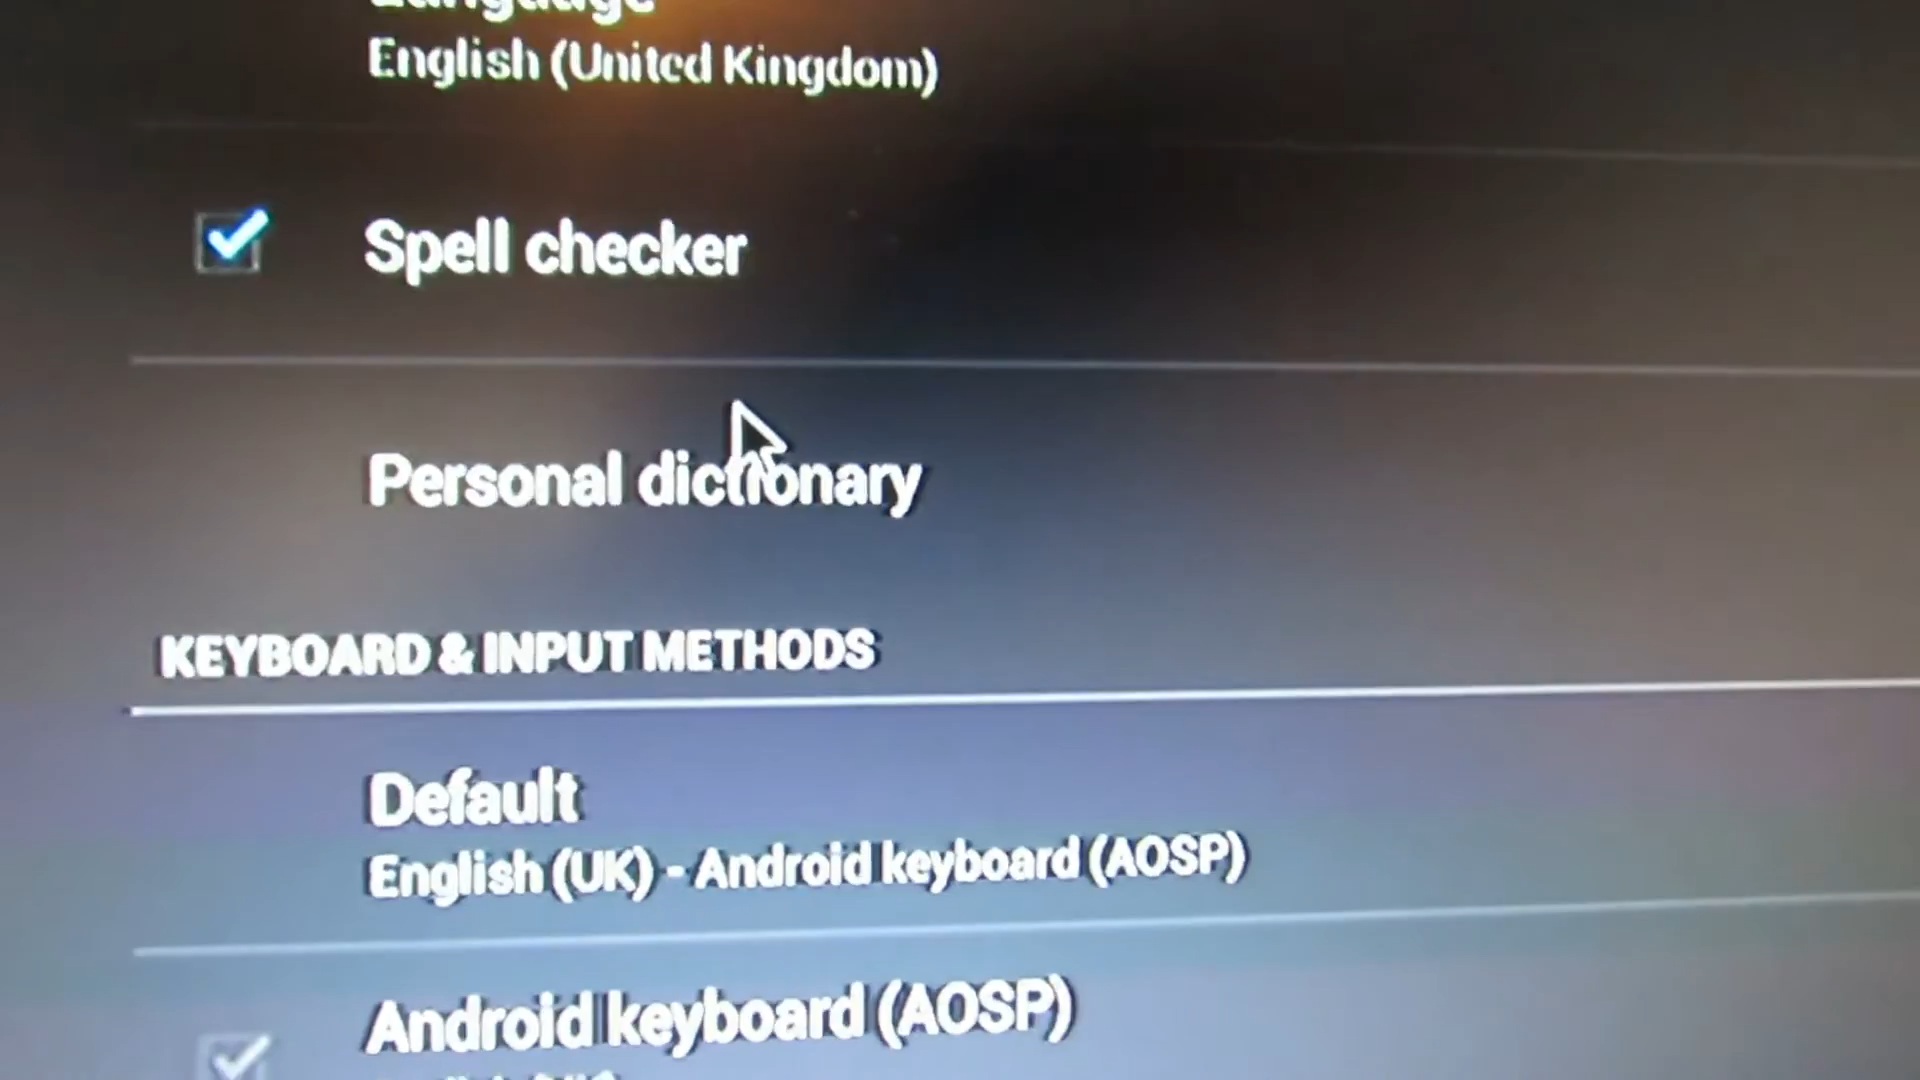 Language
English (United Kingdom)
Spell checker
Personal dictionary
KEYBOARD & INPUT METHODS
Default
English (UK) - Android keyboard (AOSP)
Android keyboard (AOSP)